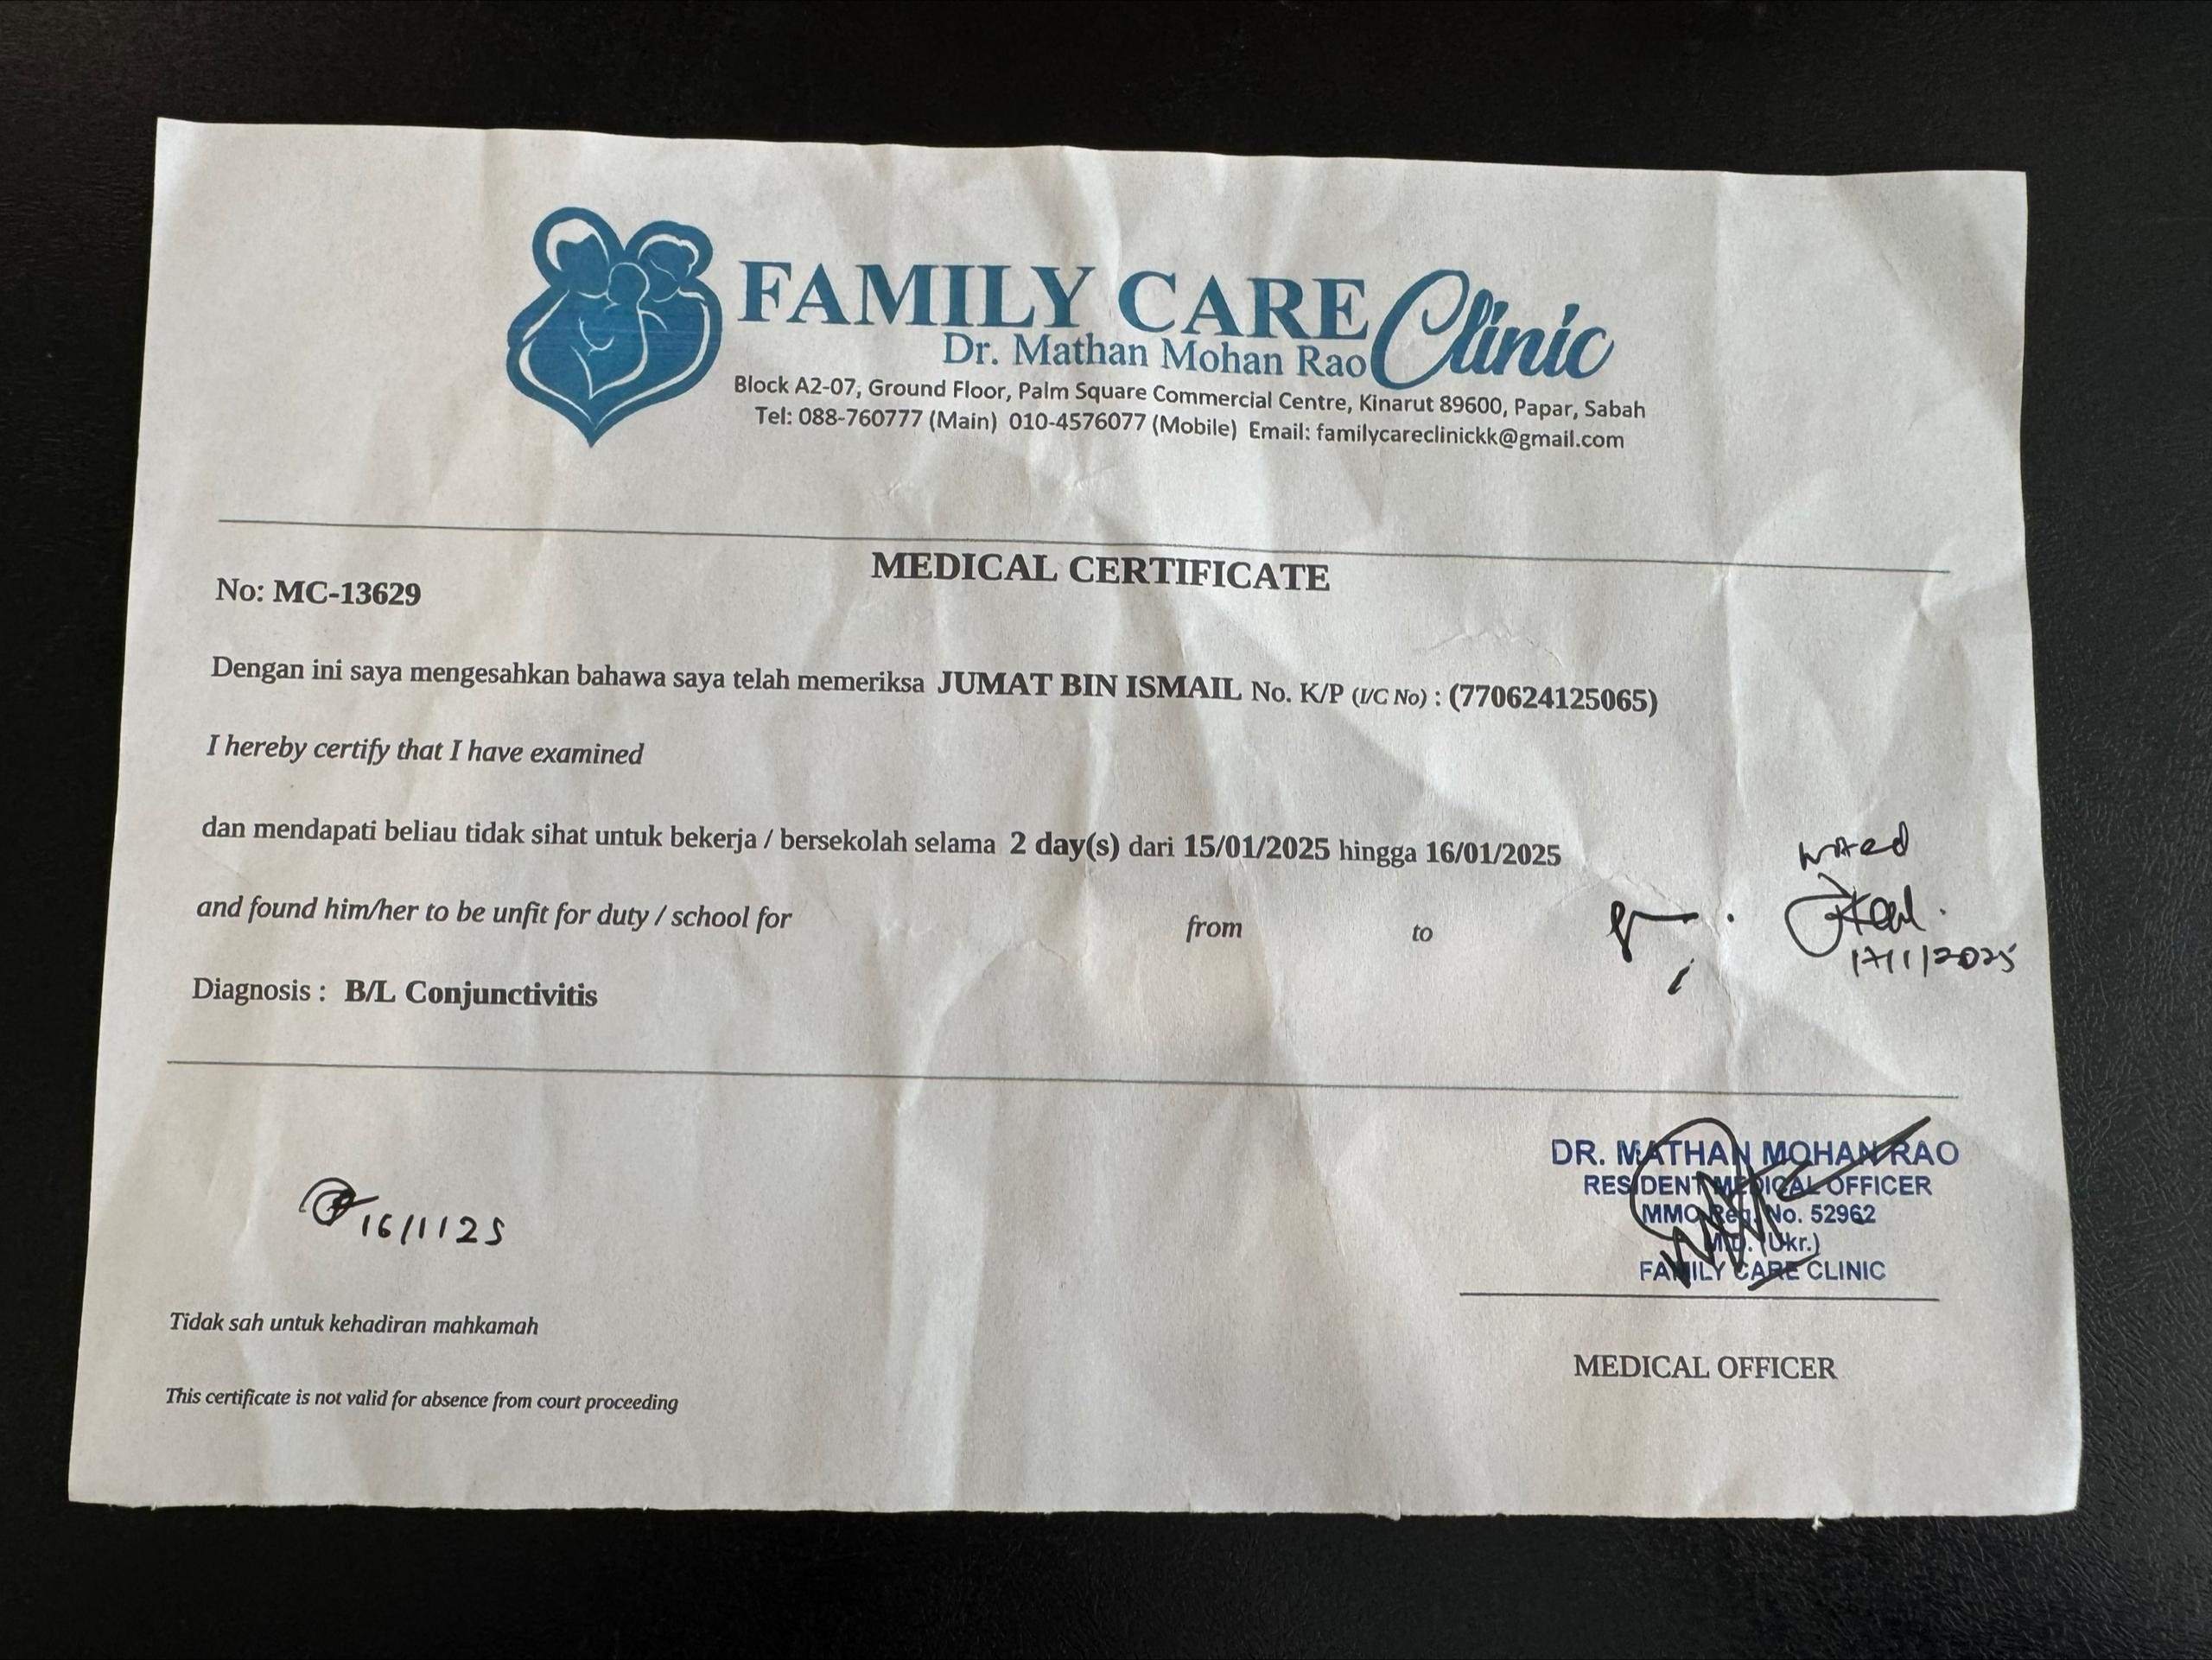 FAMILY CARE Clinic
Dr. Mathan Mohan Rao
Block A2-07, Ground Floor, Palm Square Commercial Centre, Kinarut 89600, Papar, Sabah
Tel: 088-760777 (Main) 010-4576077 (Mobile) Email: familycareclinickk@gmail.com
MEDICAL CERTIFICATE
No: MC-13629
Dengan ini saya mengesahkan bahawa saya telah memeriksa JUMAT BIN ISMAIL No. K/P (I/C No) : (770624125065)
I hereby certify that I have examined
dan mendapati beliau tidak sihat untuk bekerja / bersekolah selama 2 day(s) dari 15/01/2025 hingga 16/01/2025
and found him/her to be unfit for duty / school for from to
17/1/2025
Diagnosis : B/L Conjunctivitis
DR. MATHAN MOHAN RAO
RESIDENT MEDICAL OFFICER
MMC Reg. No. 52962
M.D. (Ukr.)
FAMILY CARE CLINIC
16/1/25
Tidak sah untuk kehadiran mahkamah
MEDICAL OFFICER
This certificate is not valid for absence from court proceeding